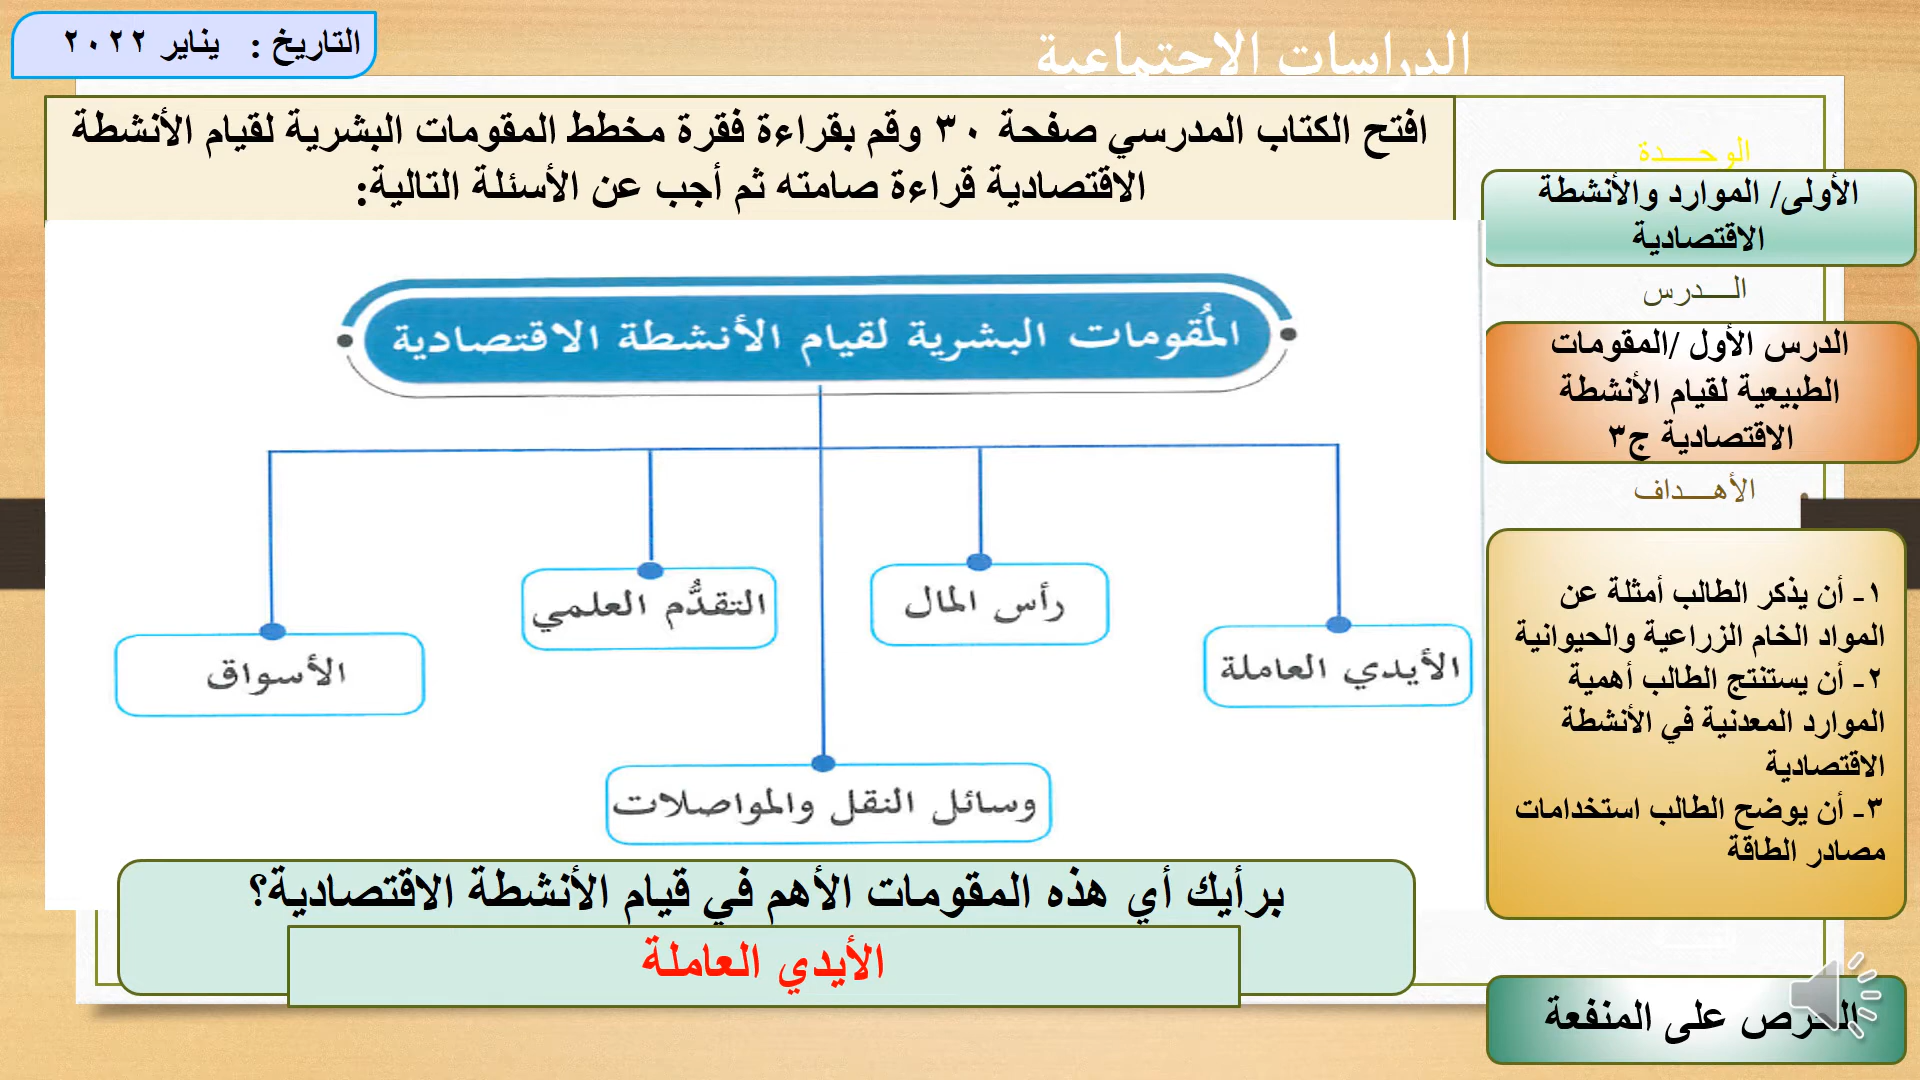 الدراسات الاجتماعية
التاريخ : يناير ٢٠٢٢
افتح الكتاب المدرسي صفحة ٣٠ وقم بقراءة فقرة مخطط المقومات البشرية لقيام الأنشطة
الاقتصادية قراءة صامته ثم أجب عن الأسئلة التالية:
المُقومات البشرية لقيام الأنشطة الاقتصادية
الأيدي العاملة
رأس المال
وسائل النقل والمواصلات
التقدُّم العلمي
الأسواق
برأيك أي هذه المقومات الأهم في قيام الأنشطة الاقتصادية؟
الأيدي العاملة
الوحـــدة
الأولى/ الموارد والأنشطة
الاقتصادية
الـــدرس
الدرس الأول /المقومات
الطبيعية لقيام الأنشطة
الاقتصادية ج٣
الأهـــداف
١- أن يذكر الطالب أمثلة عن
المواد الخام الزراعية والحيوانية
٢- أن يستنتج الطالب أهمية
الموارد المعدنية في الأنشطة
الاقتصادية
٣- أن يوضح الطالب استخدامات
مصادر الطاقة
الحرص على المنفعة